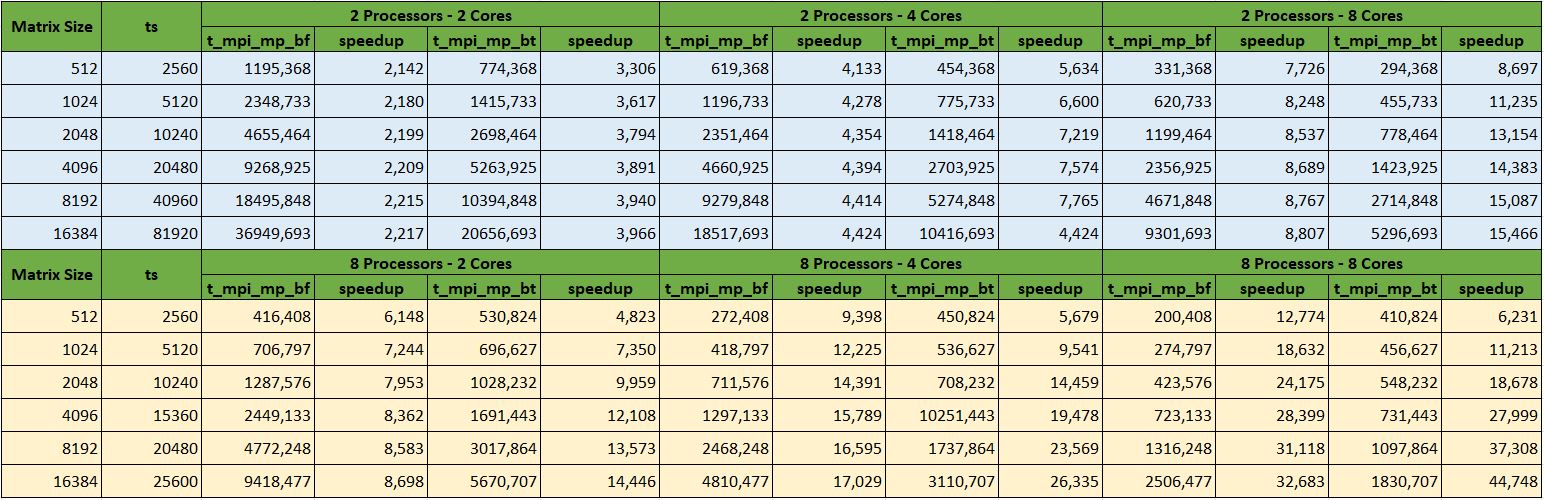 Matrix Size ts 2 Processors - 2 Cores 2 Processors - 4 Cores 2 Processors - 8 Cores
t_mpi_mp_bf speedup t_mpi_mp_bt speedup t_mpi_mp_bf speedup t_mpi_mp_bt speedup t_mpi_mp_bf speedup t_mpi_mp_bt speedup
512 2560 1195,368 2,142 774,368 3,306 619,368 4,133 454,368 5,634 331,368 7,726 294,368 8,697
1024 5120 2348,733 2,180 1415,733 3,617 1196,733 4,278 775,733 6,600 620,733 8,248 455,733 11,235
2048 10240 4655,464 2,199 2698,464 3,794 2351,464 4,354 1418,464 7,219 1199,464 8,537 778,464 13,154
4096 20480 9268,925 2,209 5263,925 3,891 4660,925 4,394 2703,925 7,574 2356,925 8,689 1423,925 14,383
8192 40960 18495,848 2,215 10394,848 3,940 9279,848 4,414 5274,848 7,765 4671,848 8,767 2714,848 15,087
16384 81920 36949,693 2,217 20656,693 3,966 18517,693 4,424 10416,693 4,424 9301,693 8,807 5296,693 15,466
Matrix Size ts 8 Processors - 2 Cores 8 Processors - 4 Cores 8 Processors - 8 Cores
t_mpi_mp_bf speedup t_mpi_mp_bt speedup t_mpi_mp_bf speedup t_mpi_mp_bt speedup t_mpi_mp_bf speedup t_mpi_mp_bt speedup
512 2560 416,408 6,148 530,824 4,823 272,408 9,398 450,824 5,679 200,408 12,774 410,824 6,231
1024 5120 706,797 7,244 696,627 7,350 418,797 12,225 536,627 9,541 274,797 18,632 456,627 11,213
2048 10240 1287,576 7,953 1028,232 9,959 711,576 14,391 708,232 14,459 423,576 24,175 548,232 18,678
4096 15360 2449,133 8,362 1691,443 12,108 1297,133 15,789 10251,443 19,478 723,133 28,399 731,443 27,999
8192 20480 4772,248 8,583 3017,864 13,573 2468,248 16,595 1737,864 23,569 1316,248 31,118 1097,864 37,308
16384 25600 9418,477 8,698 5670,707 14,446 4810,477 17,029 3110,707 26,335 2506,477 32,683 1830,707 44,748